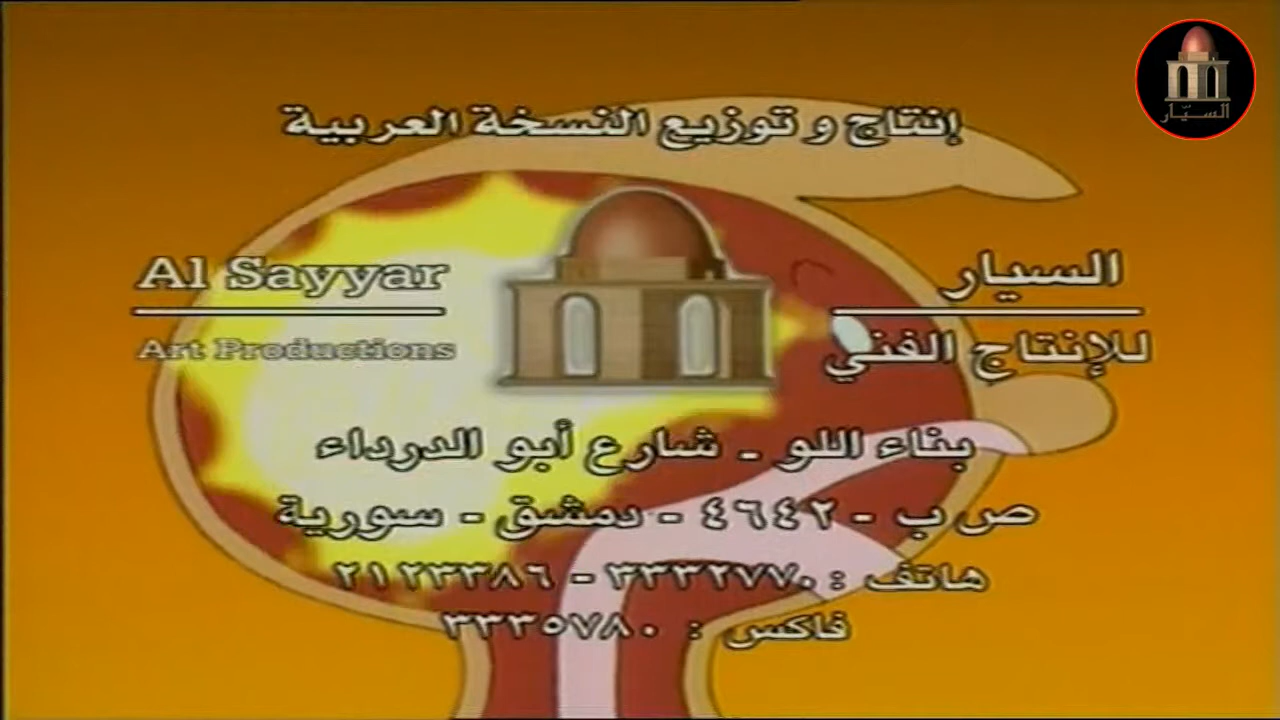 إنتاج و توزيع النسخة العربية
السيار
للإنتاج الفني
Al Sayyar
Art Productions
بناء اللو - شارع أبو الدرداء
ص ب - ٤٦٤٢ - دمشق - سورية
هاتف : ٣٣٣٢٧٧٠ - ٢١٢٣٣٨٦
فاكس : ٣٣٣٥٧٨٠
السيّار